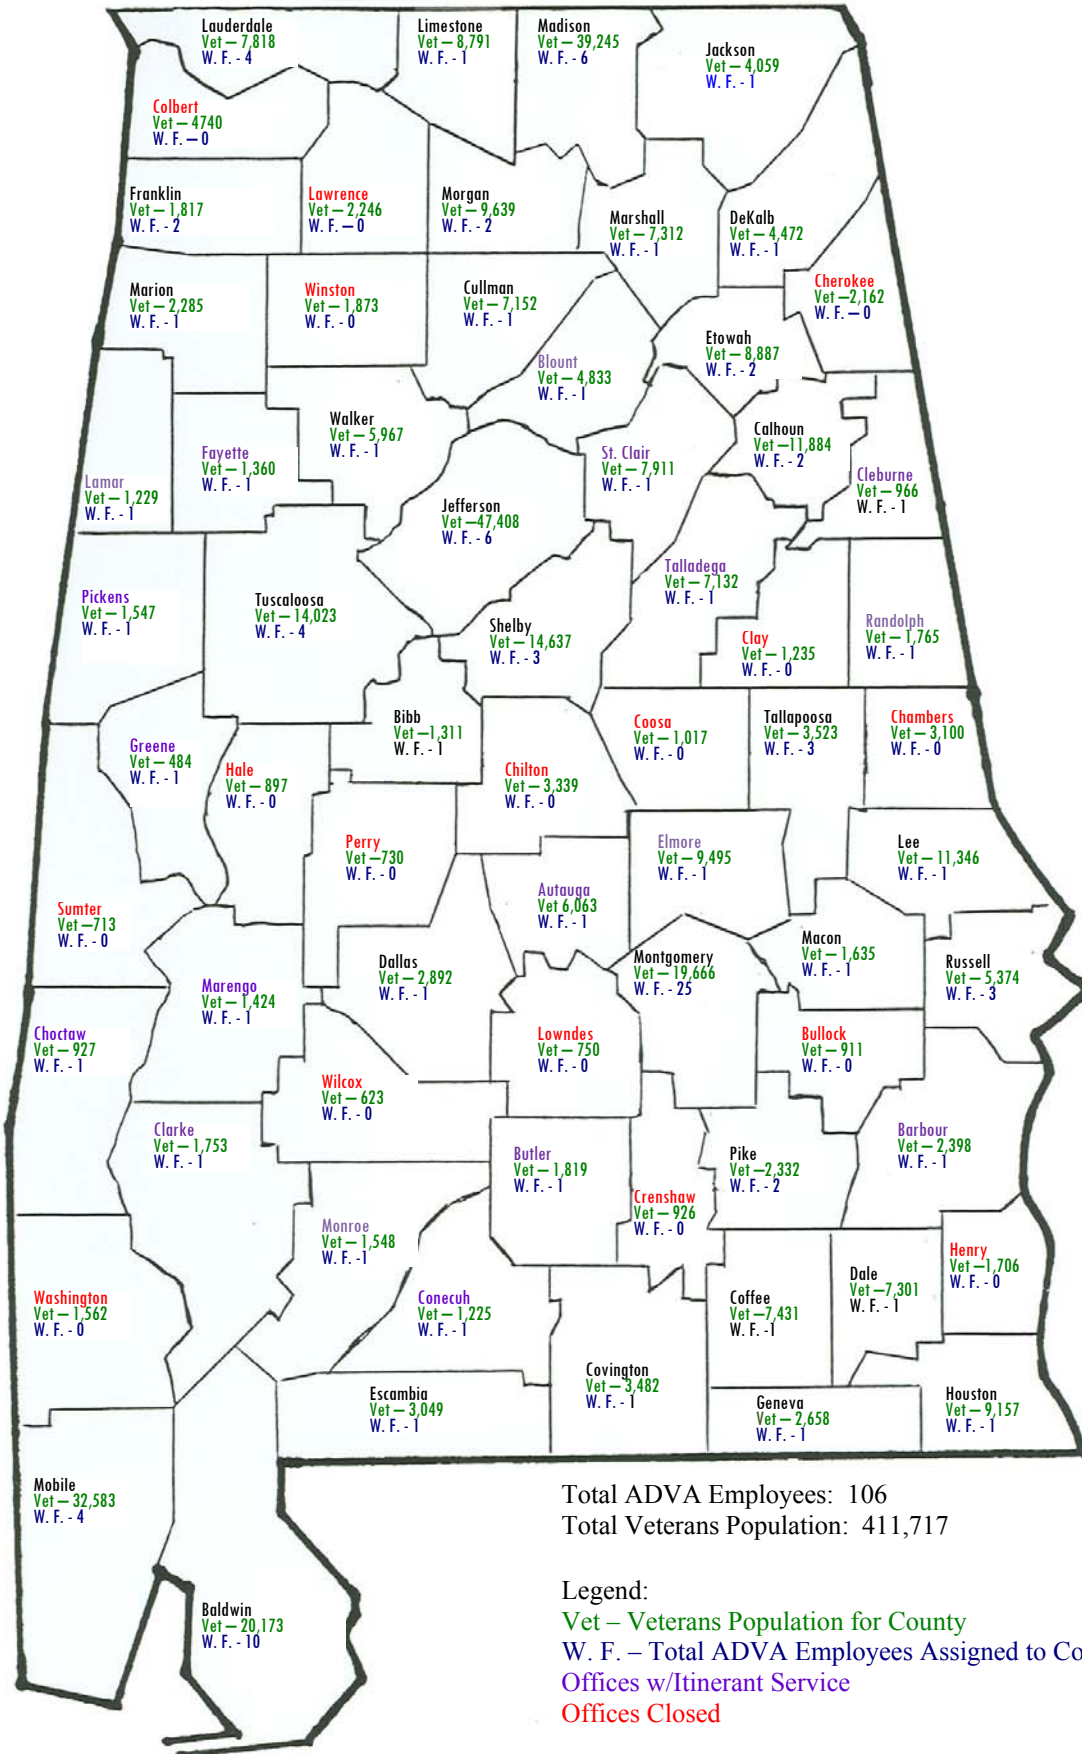 Lauderdale
Vet – 7,818
W. F. - 4
Limestone
Vet – 8,791
W. F. - 1
Madison
Vet – 39,245
W. F. - 6
Jackson
Vet – 4,059
W. F. - 1
Colbert
Vet – 4740
W. F. – 0
Franklin
Vet – 1,817
W. F. - 2
Lawrence
Vet – 2,246
W. F. – 0
Morgan
Vet – 9,639
W. F. - 2
Marshall
Vet – 7,312
W. F. - 1
DeKalb
Vet – 4,472
W. F. - 1
Marion
Vet – 2,285
W. F. - 1
Winston
Vet – 1,873
W. F. - 0
Cullman
Vet – 7,152
W. F. - 1
Cherokee
Vet –2,162
W. F. – 0
Etowah
Vet – 8,887
W. F. - 2
Blount
Vet – 4,833
W. F. - 1
Walker
Vet – 5,967
W. F. - 1
Calhoun
Vet –11,884
W. F. - 2
Fayette
Vet – 1,360
W. F. - 1
St. Clair
Vet – 7,911
W. F. - 1
Lamar
Vet – 1,229
W. F. - 1
Cleburne
Vet – 966
W. F. - 1
Jefferson
Vet –47,408
W. F. - 6
Talladega
Vet – 7,132
W. F. - 1
Pickens
Vet – 1,547
W. F. - 1
Tuscaloosa
Vet – 14,023
W. F. - 4
Shelby
Vet – 14,637
W. F. - 3
Clay
Vet – 1,235
W. F. - 0
Randolph
Vet – 1,765
W. F. - 1
Bibb
Vet –1,311
W. F. - 1
Coosa
Vet – 1,017
W. F. - 0
Tallapoosa
Vet – 3,523
W. F. - 3
Chambers
Vet – 3,100
W. F. - 0
Greene
Vet – 484
W. F. - 1
Hale
Vet – 897
W. F. - 0
Chilton
Vet – 3,339
W. F. - 0
Perry
Vet –730
W. F. - 0
Elmore
Vet – 9,495
W. F. - 1
Lee
Vet – 11,346
W. F. - 1
Autauga
Vet 6,063
W. F. - 1
Sumter
Vet –713
W. F. - 0
Dallas
Vet – 2,892
W. F. - 1
Montgomery
Vet – 19,666
W. F. - 25
Macon
Vet – 1,635
W. F. - 1
Russell
Vet – 5,374
W. F. - 3
Marengo
Vet – 1,424
W. F. - 1
Choctaw
Vet – 927
W. F. - 1
Lowndes
Vet – 750
W. F. - 0
Bullock
Vet – 911
W. F. - 0
Wilcox
Vet – 623
W. F. - 0
Clarke
Vet – 1,753
W. F. - 1
Butler
Vet – 1,819
W. F. - 1
Pike
Vet –2,332
W. F. - 2
Barbour
Vet – 2,398
W. F. - 1
Crenshaw
Vet – 926
W. F. - 0
Monroe
Vet – 1,548
W. F. -1
Henry
Vet –1,706
W. F. - 0
Dale
Vet –7,301
W. F. - 1
Washington
Vet – 1,562
W. F. - 0
Conecuh
Vet – 1,225
W. F. - 1
Coffee
Vet –7,431
W. F. -1
Covington
Vet – 3,482
W. F. - 1
Escambia
Vet – 3,049
W. F. - 1
Geneva
Vet – 2,658
W. F. - 1
Houston
Vet – 9,157
W. F. - 1
Mobile
Vet – 32,583
W. F. - 4
Baldwin
Vet – 20,173
W. F. - 10
Total ADVA Employees: 106
Total Veterans Population: 411,717
Legend:
Vet – Veterans Population for County
W. F. – Total ADVA Employees Assigned to Co
Offices w/Itinerant Service
Offices Closed